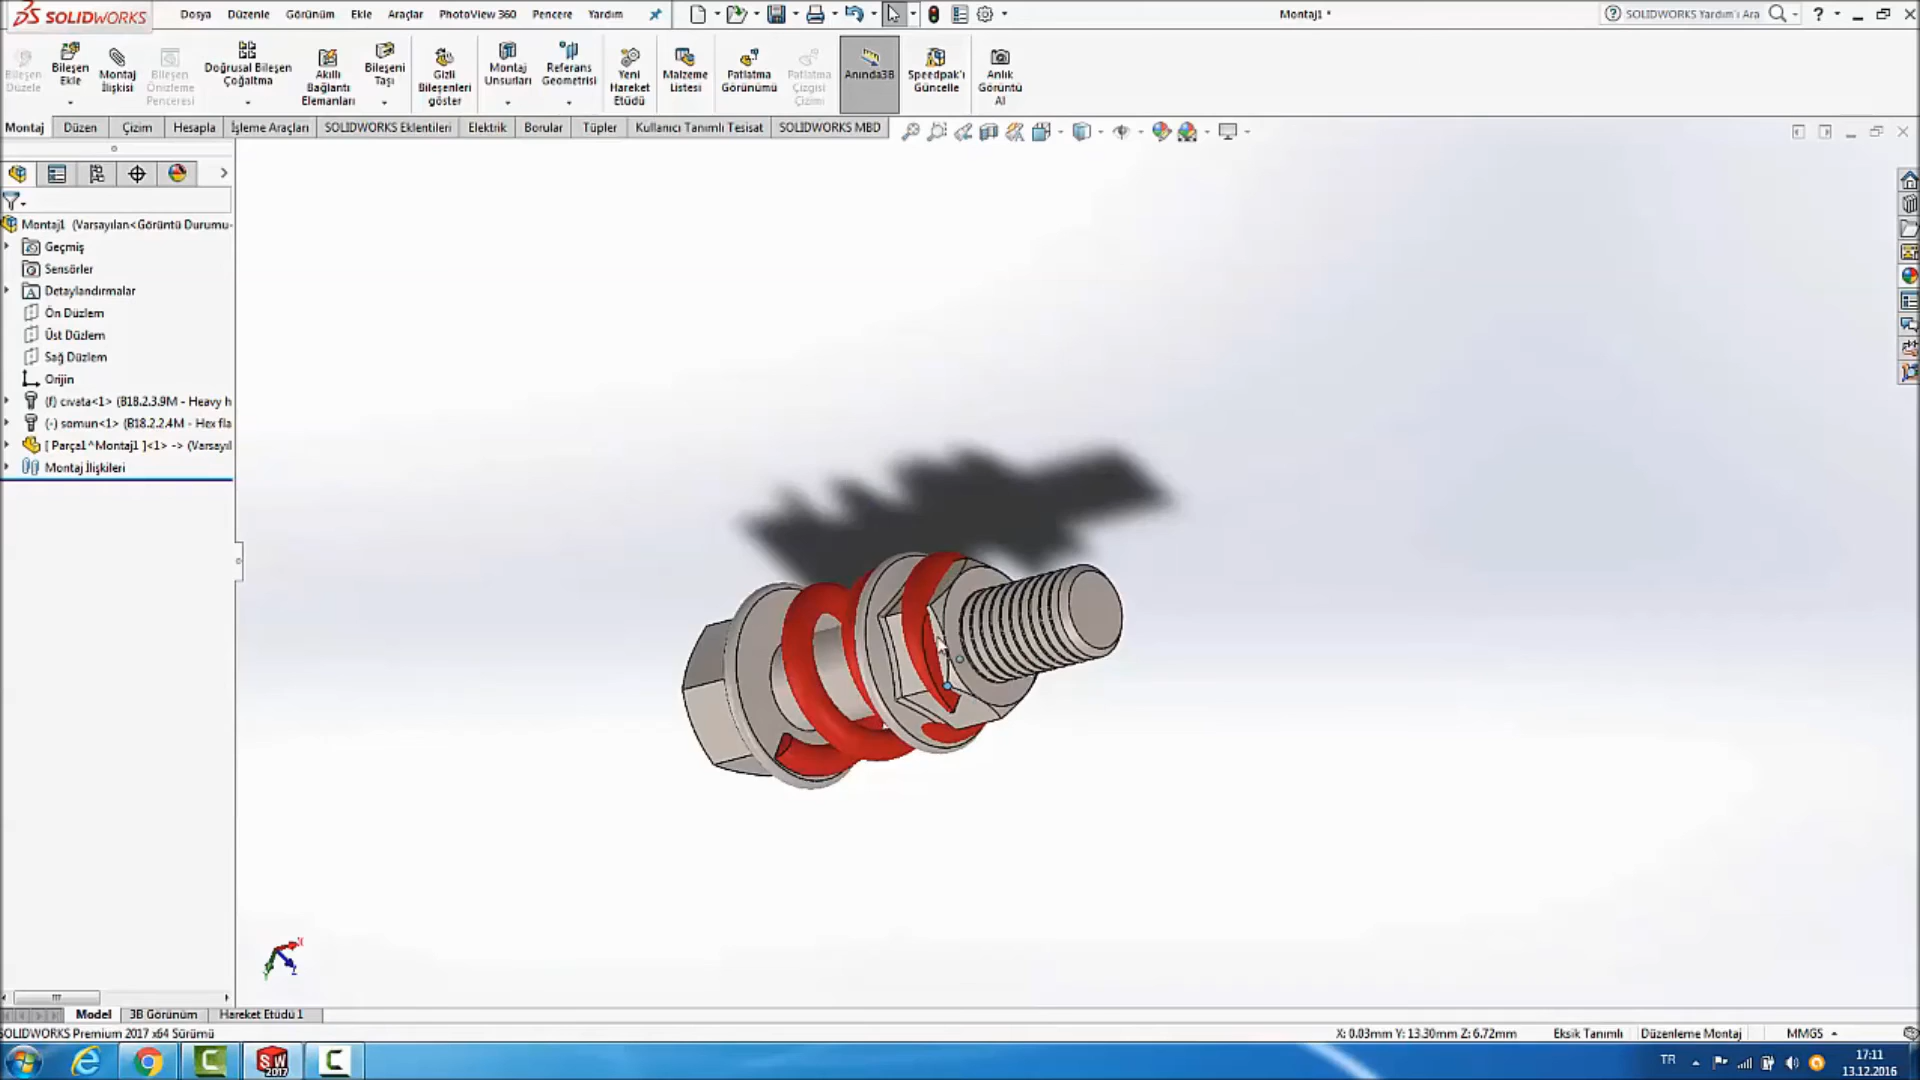 SOLIDWORKS
Dosya Düzenle Görünüm Ekle Araçlar PhotoView 360 Pencere Yardım
Montaj1 *
SOLIDWORKS Yardım'ı Ara
Bileşen Düzele
Bileşen Ekle
Montaj İlişkisi
Bileşen Önizleme Penceresi
Doğrusal Bileşen Çoğaltma
Akıllı Bağlantı Elemanları
Bileşeni Taşı
Gizli Bileşenleri göster
Montaj Unsurları
Referans Geometrisi
Yeni Hareket Etüdü
Malzeme Listesi
Patlatma Görünümü
Patlatma Çizgisi Çizimi
Anında3B
Speedpak'ı Güncelle
Anlık Görüntü Al
Montaj Düzen Çizim Hesapla İşleme Araçları SOLIDWORKS Eklentileri Elektrik Borular Tüpler Kullanıcı Tanımlı Tesisat SOLIDWORKS MBD
Montaj1 (Varsayılan<Görüntü Durumu-
Geçmiş
Sensörler
Detaylandırmalar
Ön Düzlem
Üst Düzlem
Sağ Düzlem
Orijin
(f) cıvata<1> (B18.2.3.9M - Heavy h
(-) somun<1> (B18.2.2.4M - Hex fla
[ Parça1^Montaj1 ]<1> -> (Varsayıl
Montaj İlişkileri
Model 3B Görünüm Hareket Etüdü 1
SOLIDWORKS Premium 2017 x64 Sürümü
X: 0.03mm Y: 13.30mm Z: 6.72mm Eksik Tanımlı Düzenleme Montaj MMGS
TR
17:11
13.12.2016